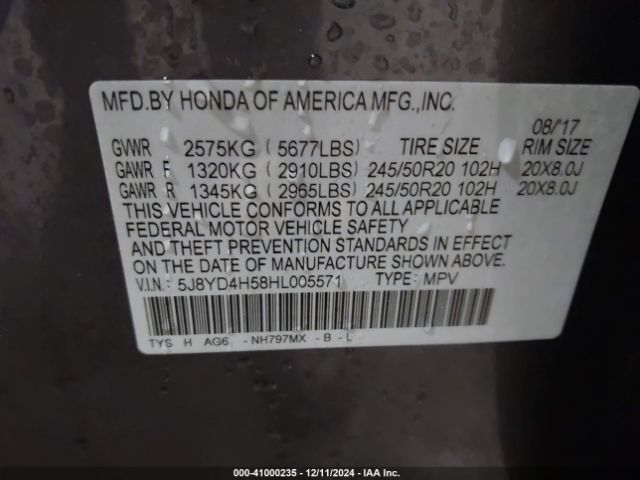 MFD.BY HONDA OF AMERICA MFG.,INC.
08/'17
GVWR 2575KG ( 5677LBS) TIRE SIZE RIM SIZE
GAWR F 1320KG ( 2910LBS) 245/50R20 102H 20X8.0J
GAWR R 1345KG ( 2965LBS) 245/50R20 102H 20X8.0J
THIS VEHICLE CONFORMS TO ALL APPLICABLE
FEDERAL MOTOR VEHICLE SAFETY
AND THEFT PREVENTION STANDARDS IN EFFECT
ON THE DATE OF MANUFACTURE SHOWN ABOVE.
V.I.N.: 5J8YD4H58HL005571 TYPE: MPV
TYS H AG6 -NH797MX -B -L
000-41000235 - 12/11/2024 - IAA Inc.